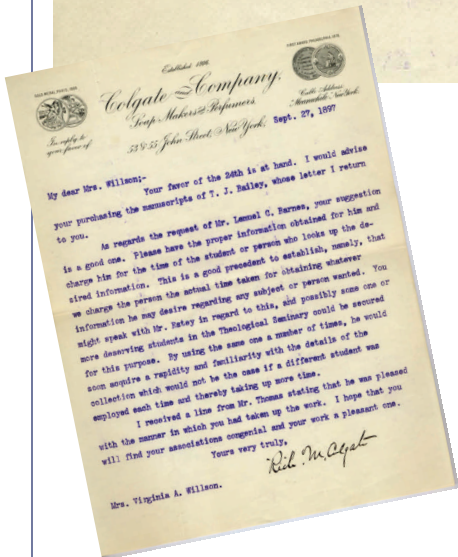 Established 1806.
GOLD MEDAL PARIS, 1889.
FIRST AWARD PHILADELPHIA, 1876.
Colgate & Company,
Soap Makers & Perfumers,
53 & 55 John Street, New York,
In reply to
your favor of
Cable Address
New York.
Sept. 27, 1897
My dear Mrs. Willson;-
Your favor of the 24th is at hand. I would advise
your purchasing the manuscripts of T. J. Bailey, whose letter I return
to you.
As regards the request of Mr. Lemuel C. Barnes, your suggestion
is a good one. Please have the proper information obtained for him and
charge him for the time of the student or person who looks up the de-
sired information. This is a good precedent to establish, namely, that
we charge the person the actual time taken for obtaining whatever
information he may desire regarding any subject or person wanted. You
might speak with Mr. Estey in regard to this, and possibly some one or
more deserving students in the Theological Seminary could be secured
for this purpose. By using the same one a number of times, he would
soon acquire a rapidity and familiarity with the details of the
collection which would not be the case if a different student was
employed each time and thereby taking up more time.
I received a line from Mr. Thomas stating that he was pleased
with the manner in which you had taken up the work. I hope that you
will find your associations congenial and your work a pleasant one.
Yours very truly,
Rich. M. Colgate
Mrs. Virginia A. Willson.